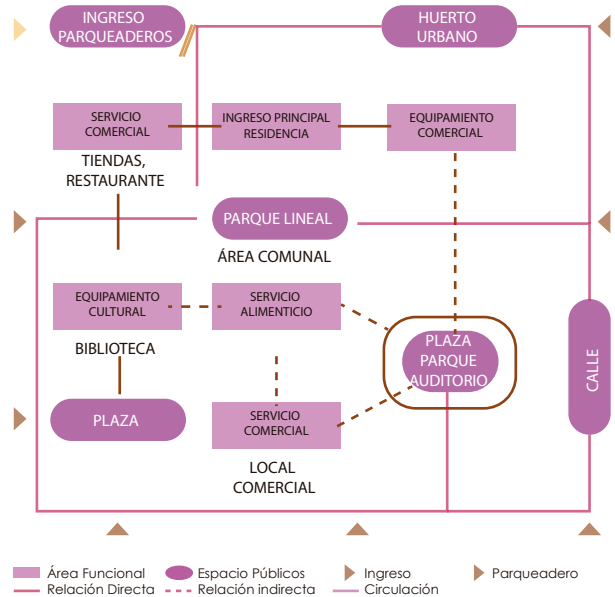 INGRESO
PARQUEADEROS
HUERTO
URBANO
SERVICIO
COMERCIAL
INGRESO PRINCIPAL
RESIDENCIA
EQUIPAMIENTO
COMERCIAL
TIENDAS,
RESTAURANTE
PARQUE LINEAL
ÁREA COMUNAL
EQUIPAMIENTO
CULTURAL
SERVICIO
ALIMENTICIO
BIBLIOTECA
PLAZA
PARQUE
AUDITORIO
CALLE
PLAZA
SERVICIO
COMERCIAL
LOCAL
COMERCIAL
Área Funcional
Espacio Públicos
Ingreso
Parqueadero
Relación Directa
Relación indirecta
Circulación